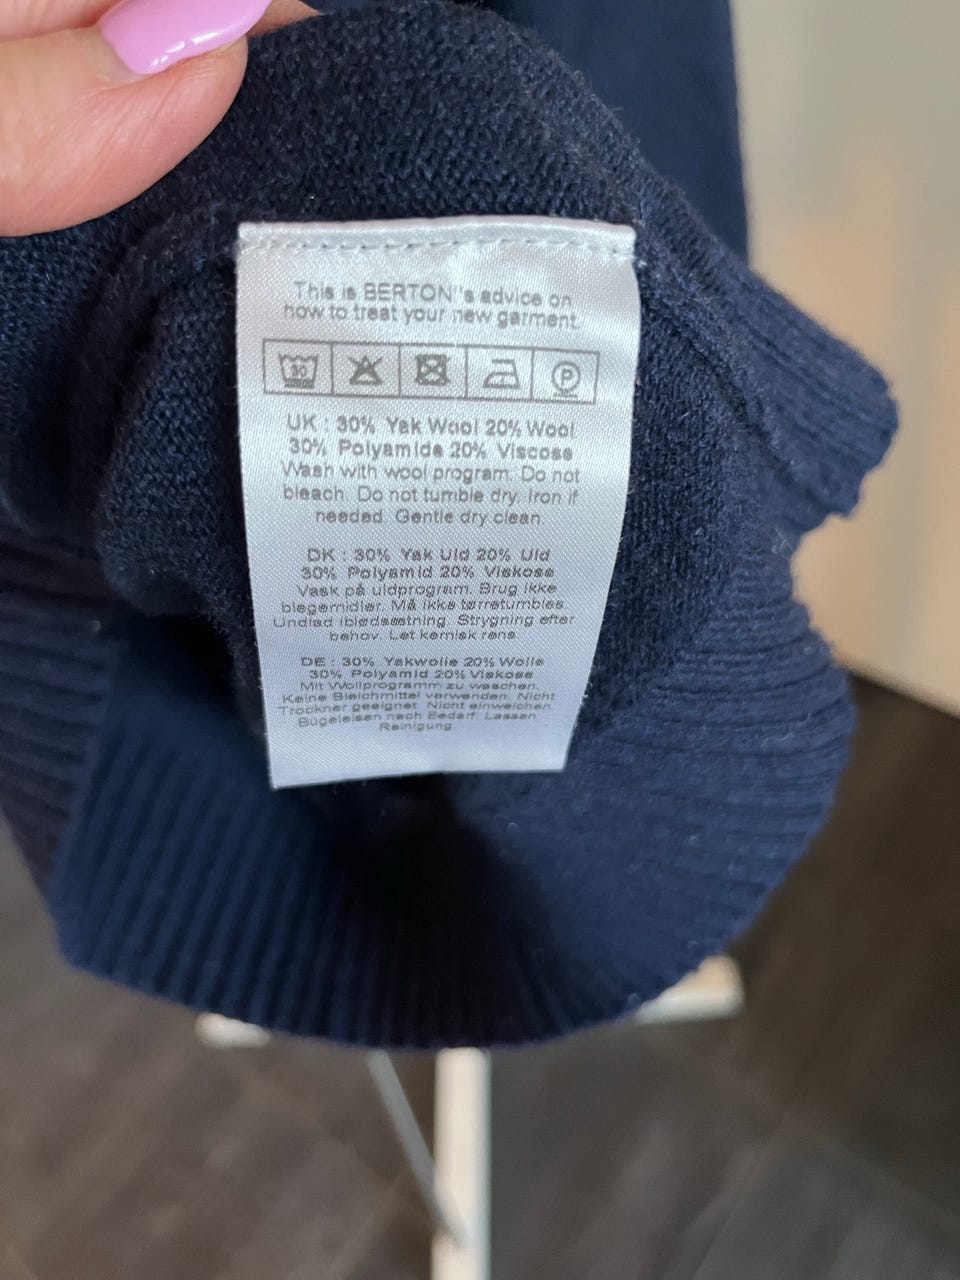 This is BERTON"s advice on
how to treat your new garment.
30 P
UK : 30% Yak Wool 20% Wool
30% Polyamide 20% Viscose
Wash with wool program. Do not
bleach. Do not tumble dry. Iron if
needed. Gentle dry clean.
DK : 30% Yak Uld 20% Uld
30% Polyamid 20% Viskose
Vask på uldprogram. Brug ikke
blegemidler. Må ikke tørretumbles.
Undlad iblødsætning. Strygning efter
behov. Let kemisk rens.
DE : 30% Yakwolle 20% Wolle
30% Polyamid 20% Viskose
Mit Wollprogramm zu waschen.
Keine Bleichmittel verwenden. Nicht
Trockner geeignet. Nicht einweichen.
Bügeleisen nach Bedarf. Lassen
Reinigung.